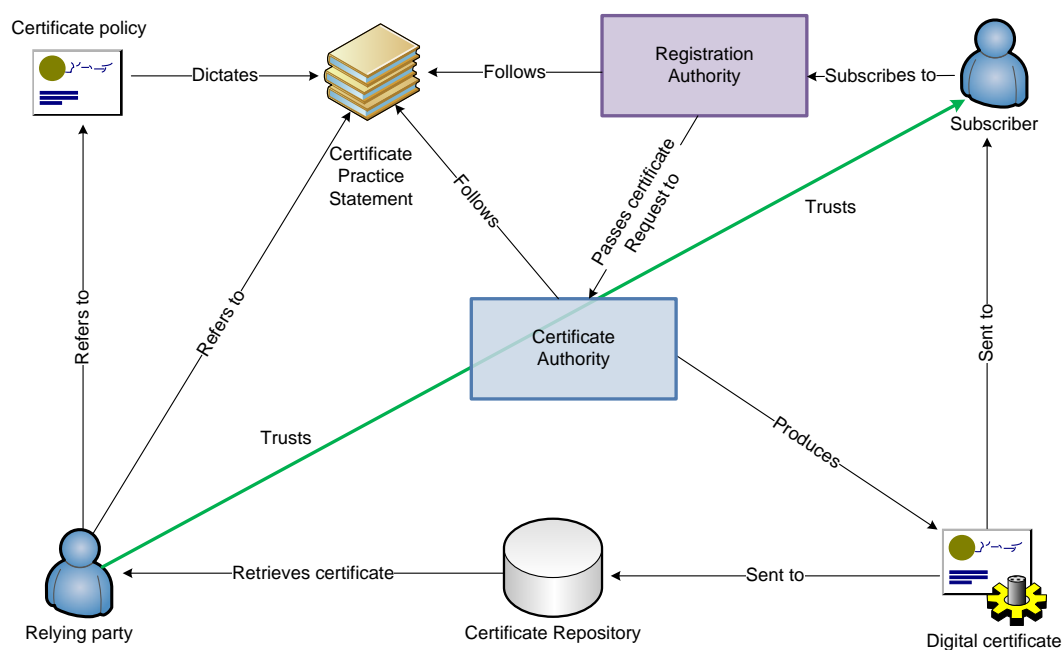 Certificate policy
Dictates
Follows
Registration
Authority
Subscribes to
Subscriber
Certificate
Practice
Statement
Follows
Passes certificate
Request to
Trusts
Refers to
Refers to
Certificate
Authority
Sent to
Trusts
Produces
Retrieves certificate
Sent to
Relying party
Certificate Repository
Digital certificate